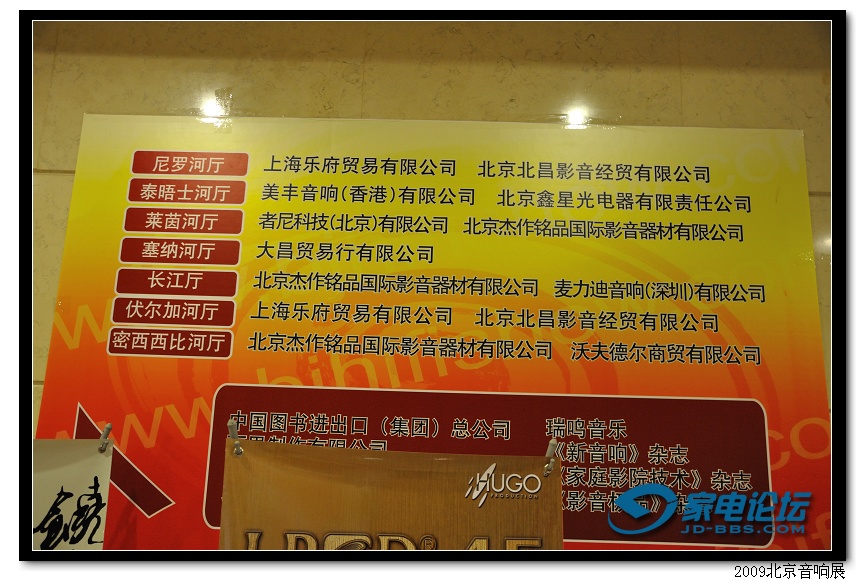 尼罗河厅 上海乐府贸易有限公司 北京北昌影音经贸有限公司
泰晤士河厅 美丰音响(香港)有限公司 北京鑫星光电器有限责任公司
莱茵河厅 者尼科技(北京)有限公司 北京杰作铭品国际影音器材有限公司
塞纳河厅 大昌贸易行有限公司
长江厅 北京杰作铭品国际影音器材有限公司 麦力迪音响(深圳)有限公司
伏尔加河厅 上海乐府贸易有限公司 北京北昌影音经贸有限公司
密西西比河厅 北京杰作铭品国际影音器材有限公司 沃夫德尔商贸有限公司
中国图书进出口（集团）总公司 瑞鸣音乐
制作有限公司 《新音响》杂志
《家庭影院技术》杂志
《影音
HUGO
PRODUCTION
LPCD 45
家电论坛
JD-BBS.COM
2009北京音响展